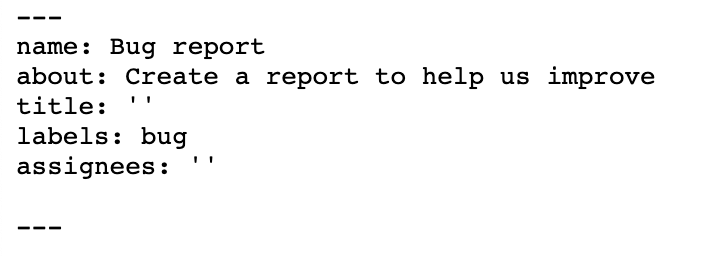 ---
name: Bug report
about: Create a report to help us improve
title: ''
labels: bug
assignees: ''

---